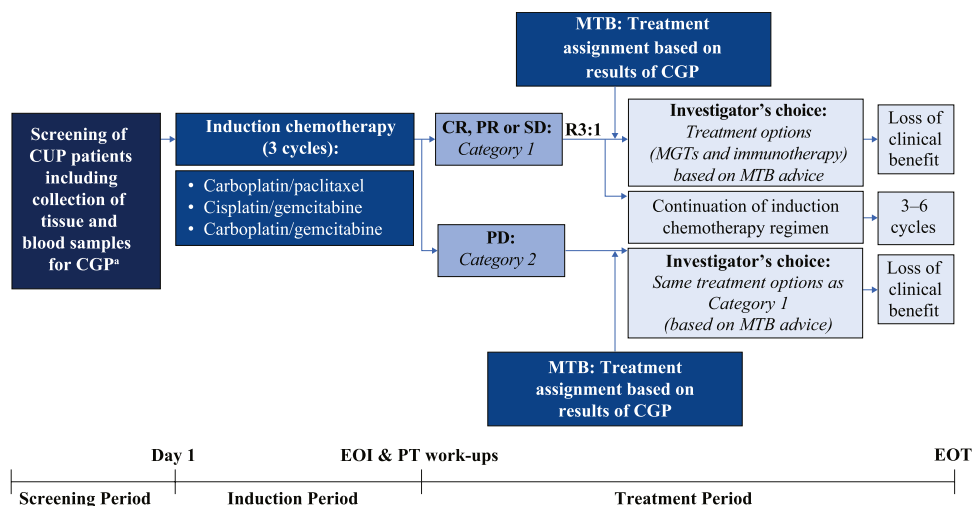 MTB: Treatment
assignment based on
results of CGP
Screening of
CUP patients
including
collection of
tissue and
blood samples
for CGPᵃ
Induction chemotherapy
(3 cycles):
• Carboplatin/paclitaxel
• Cisplatin/gemcitabine
• Carboplatin/gemcitabine
CR, PR or SD:
Category 1
R3:1
PD:
Category 2
Investigator’s choice:
Treatment options
(MGTs and immunotherapy)
based on MTB advice
Loss of
clinical
benefit
Continuation of induction
chemotherapy regimen
3–6
cycles
Investigator’s choice:
Same treatment options as
Category 1
(based on MTB advice)
Loss of
clinical
benefit
MTB: Treatment
assignment based on
results of CGP
Day 1
EOI & PT work-ups
EOT
Screening Period
Induction Period
Treatment Period